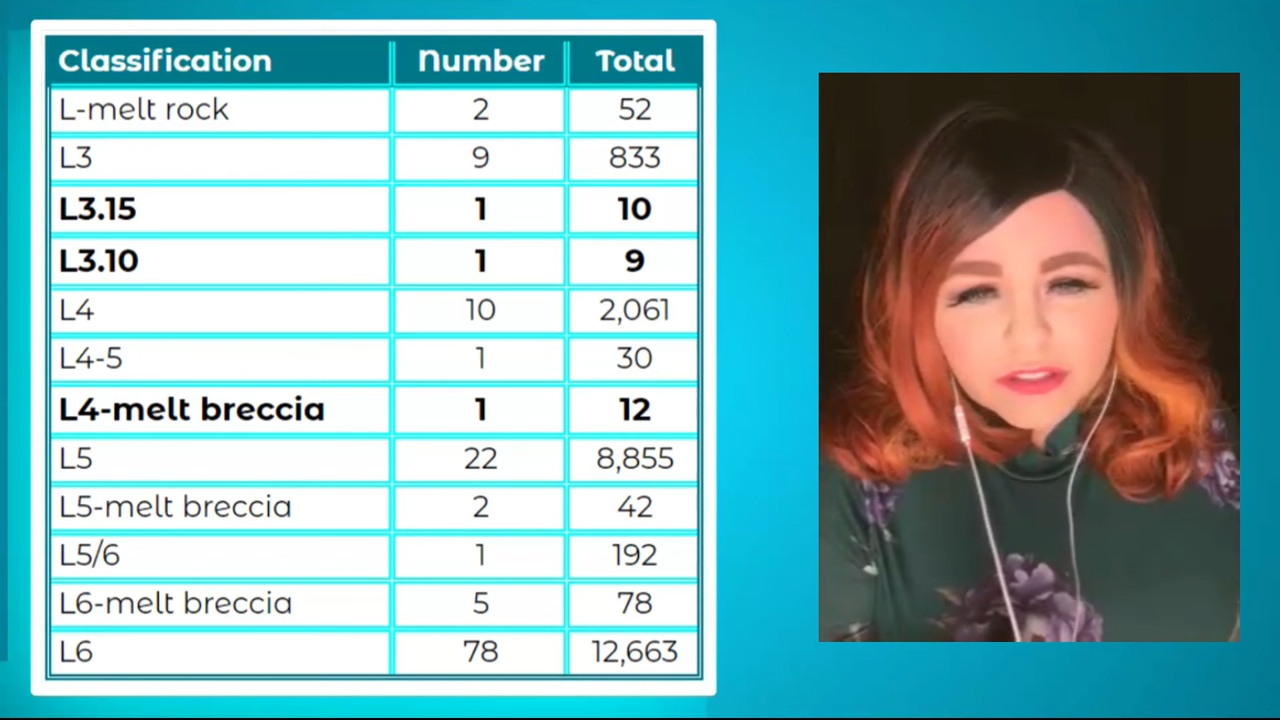 Classification Number Total
L-melt rock 2 52
L3 9 833
L3.15 1 10
L3.10 1 9
L4 10 2,061
L4-5 1 30
L4-melt breccia 1 12
L5 22 8,855
L5-melt breccia 2 42
L5/6 1 192
L6-melt breccia 5 78
L6 78 12,663